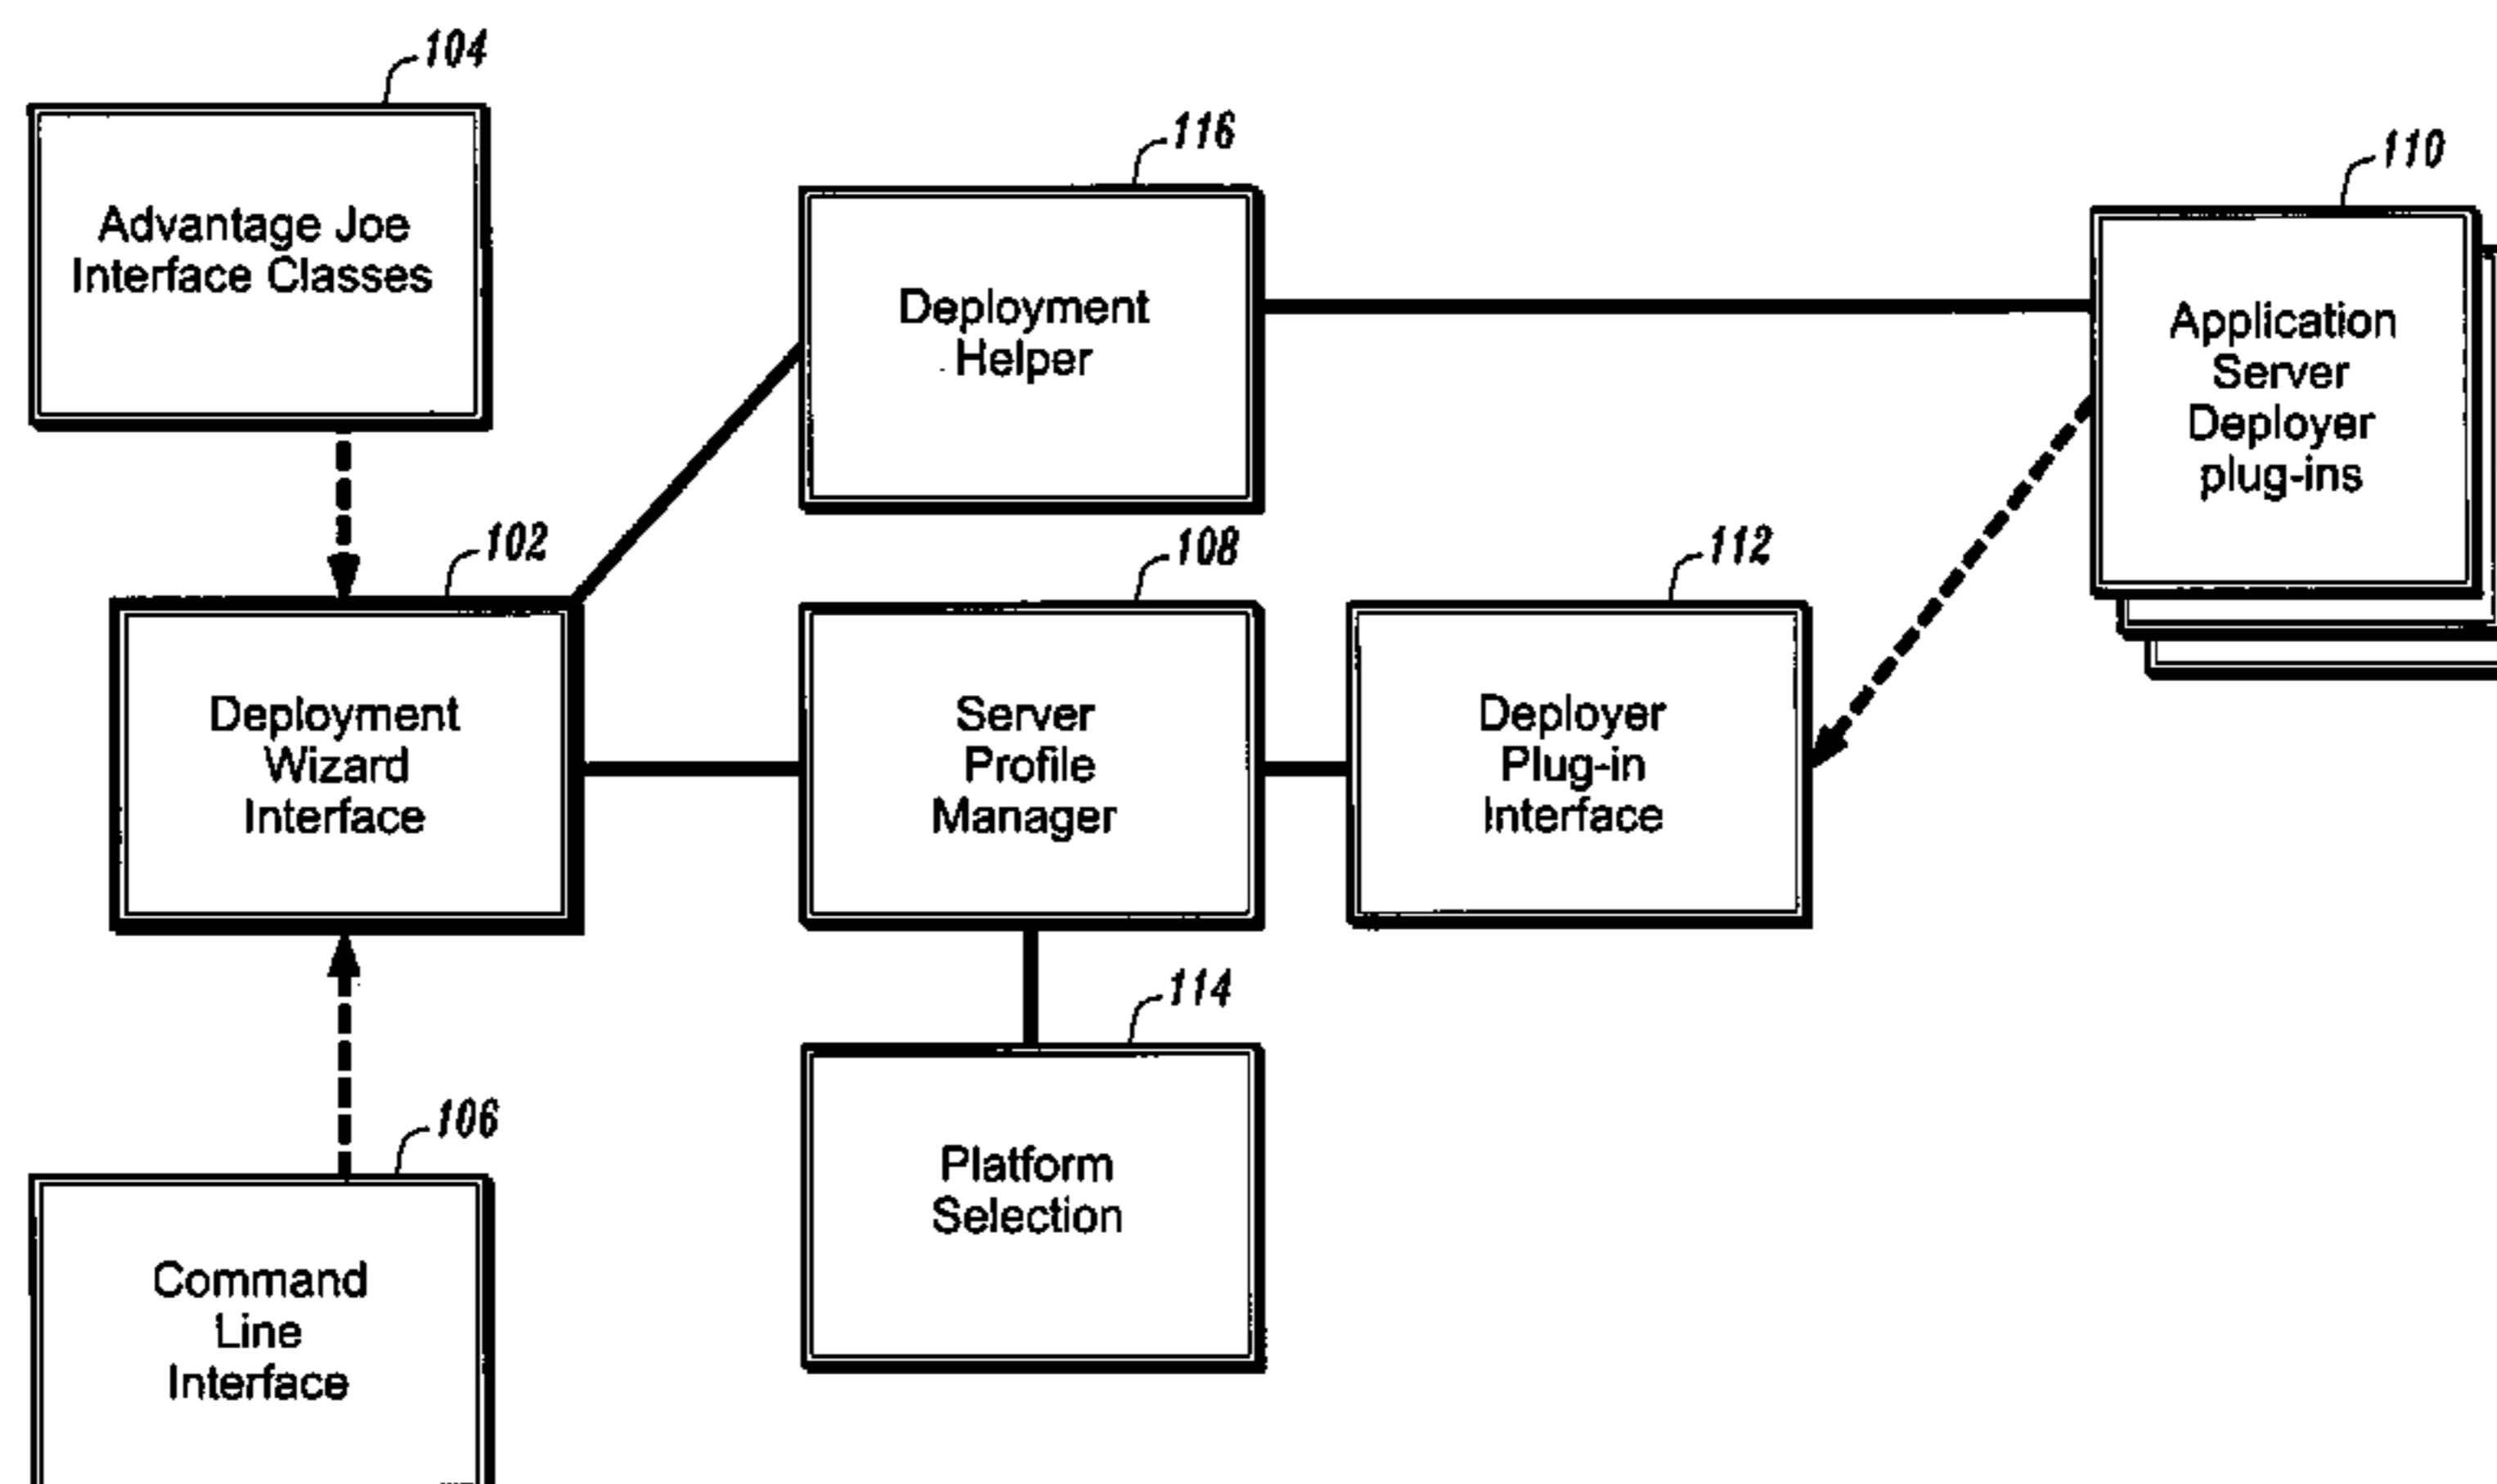 104
Advantage Joe
Interface Classes
116
Deployment
Helper
110
Application
Server
Deployer
plug-ins
102
Deployment
Wizard
Interface
108
Server
Profile
Manager
112
Deployer
Plug-in
Interface
114
Platform
Selection
106
Command
Line
Interface